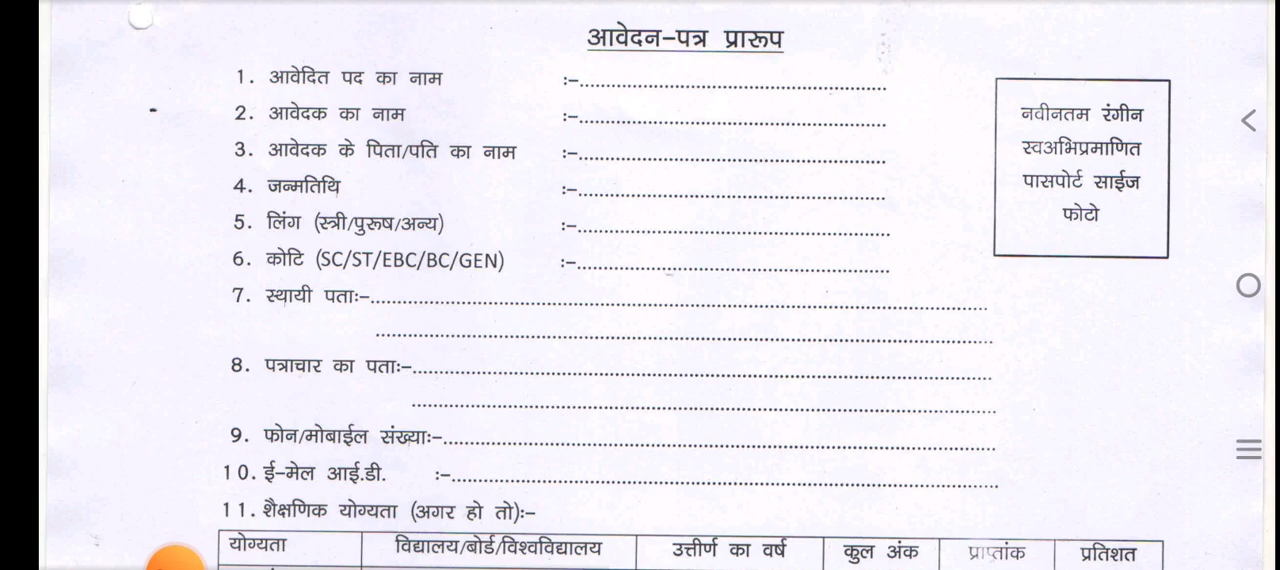 आवेदन–पत्र प्रारूप
1. आवेदित पद का नाम :–
2. आवेदक का नाम :–
3. आवेदक के पिता/पति का नाम :–
4. जन्मतिथि :–
5. लिंग (स्त्री/पुरूष/अन्य) :–
6. कोटि (SC/ST/EBC/BC/GEN) :–
नवीनतम रंगीन
स्वअभिप्रमाणित
पासपोर्ट साईज
फोटो
7. स्थायी पताः–
8. पत्राचार का पताः–
9. फोन/मोबाईल संख्याः–
10. ई–मेल आई.डी. :–
11. शैक्षणिक योग्यता (अगर हो तो):–
योग्यता विद्यालय/बोर्ड/विश्वविद्यालय उत्तीर्ण का वर्ष कुल अंक प्राप्तांक प्रतिशत